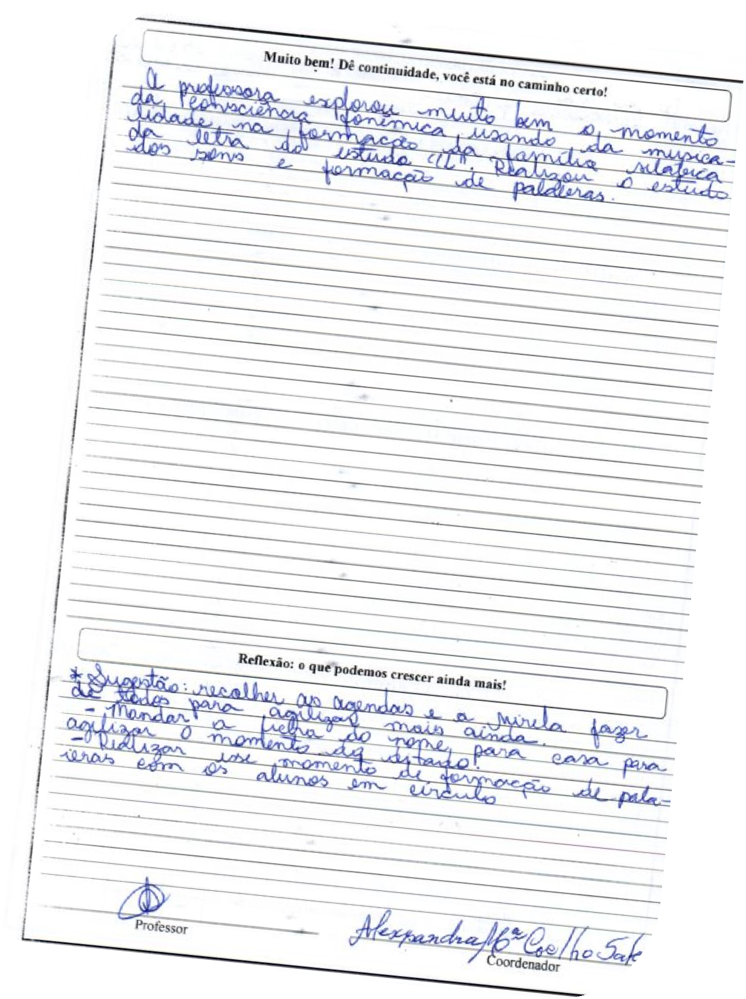 Muito bem! Dê continuidade, você está no caminho certo!
A professora explorou muito bem o momento
da consciência fonêmica, usando da musica-
lidade na formação da família silábica
da letra do estudo "L". Realizou o estudo
dos sons e formação de palavras.
Reflexão: o que podemos crescer ainda mais!
* Sugestão: recolher as agendas e a Mirela fazer
de todos para agilizar mais ainda.
- Mandar a ficha do nome, para casa para
agilizar o momento do ditado!
- Realizar esse momento de formação de pala-
vras com os alunos em círculo
Professor
Alexpandra Mª Coelho
Coordenador